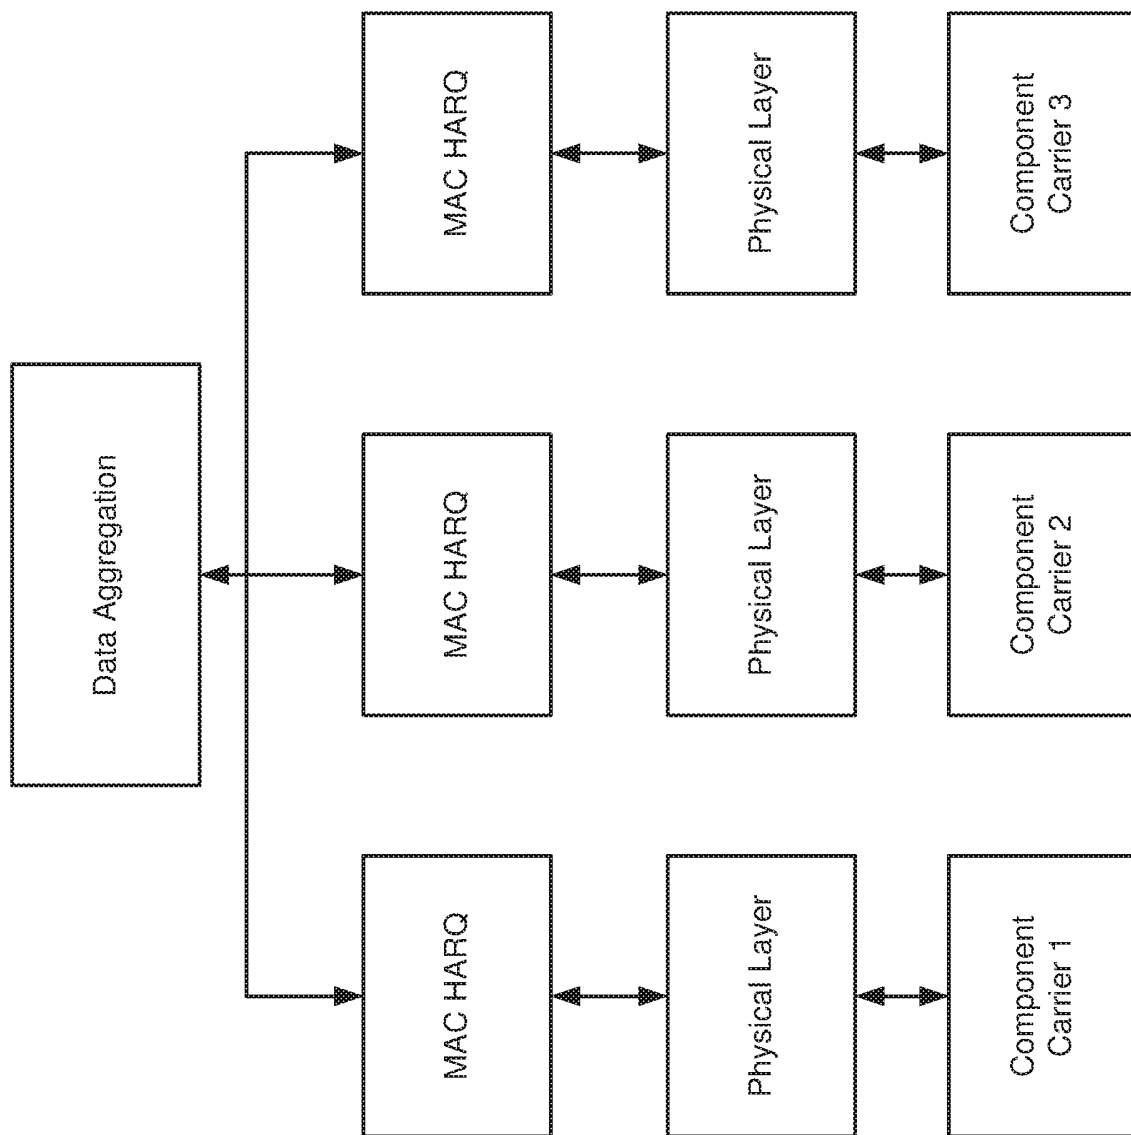 Data Aggregation
MAC HARQ
MAC HARQ
MAC HARQ
Physical Layer
Physical Layer
Physical Layer
Component
Carrier 1
Component
Carrier 2
Component
Carrier 3